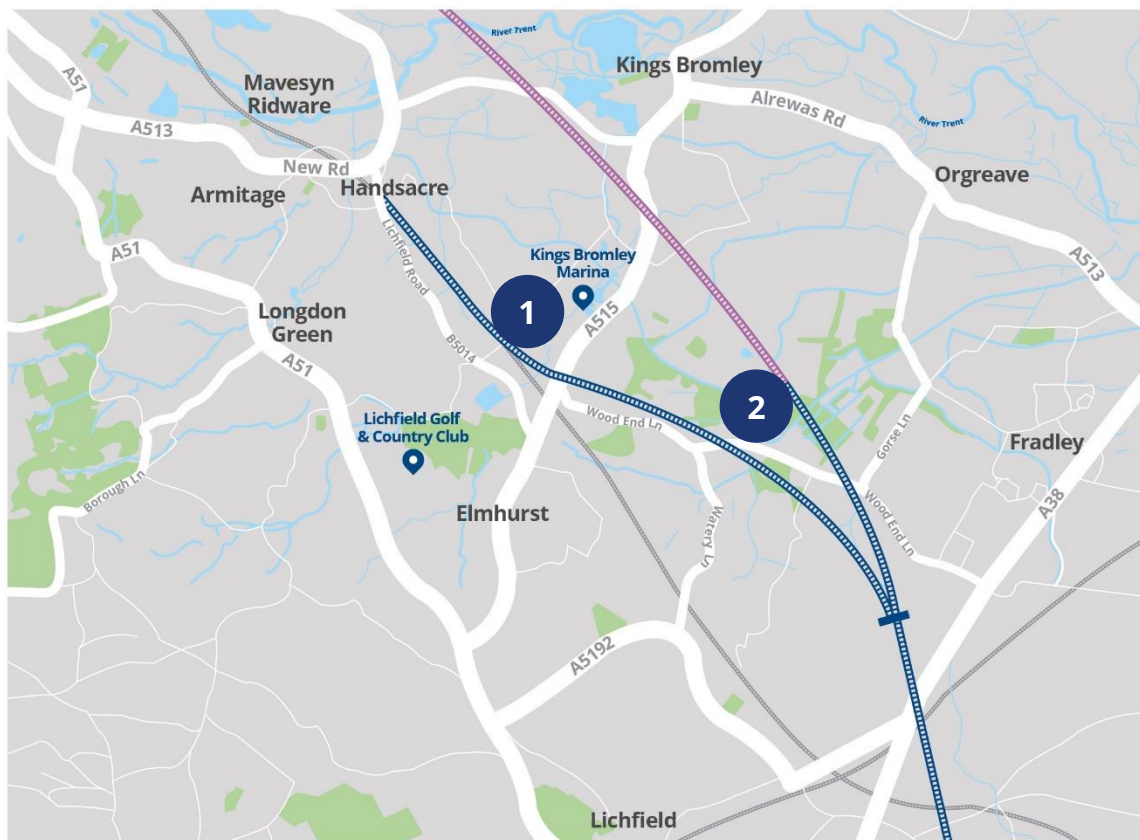 River Trent
Kings Bromley
A51
Mavesyn
Ridware
Alrewas Rd
A513
River Trent
New Rd
Orgreave
Armitage
Handsacre
A51
Lichfield Road
Kings Bromley
Marina
A513
1
A515
Longdon
Green
B5014
A51
2
Wood End Ln
Lichfield Golf
& Country Club
Gorse Ln
Fradley
Borough Ln
A38
Elmhurst
Watery Ln
Wood End Ln
A5192
Lichfield